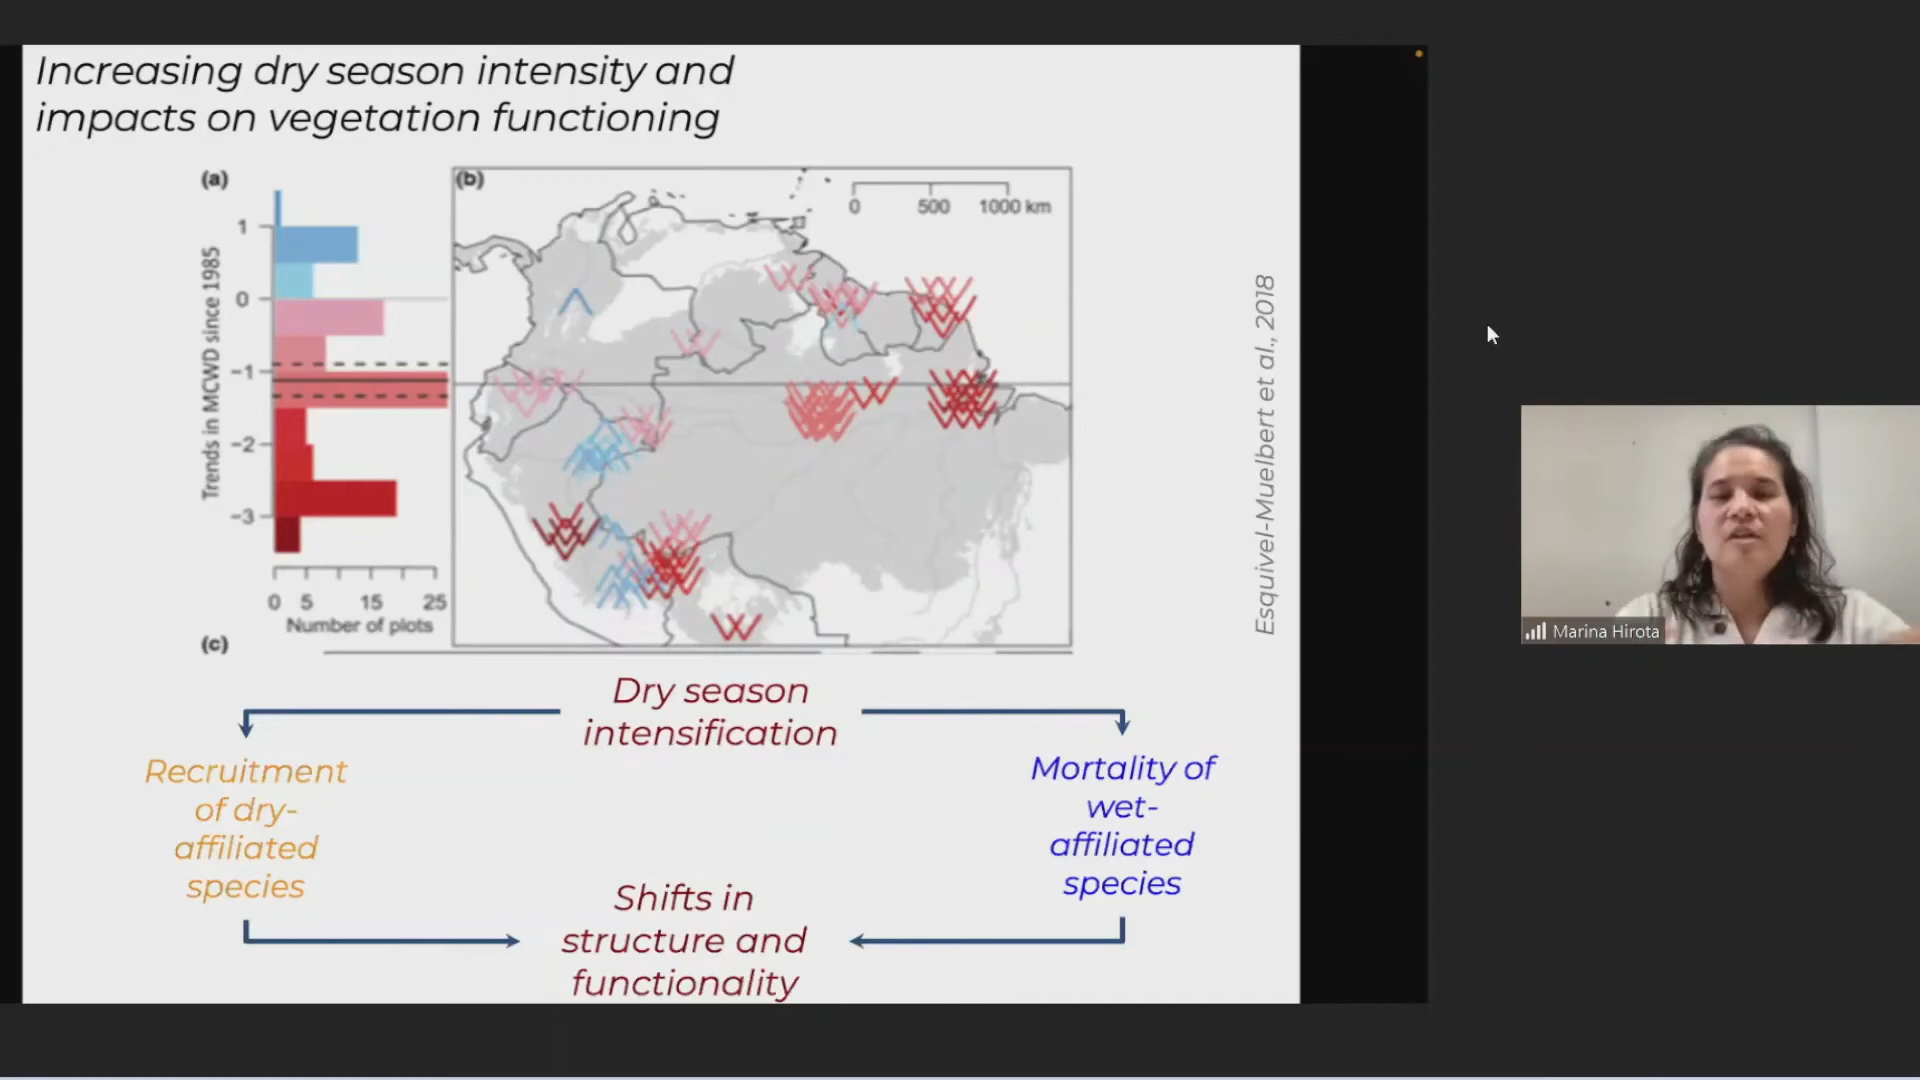 Increasing dry season intensity and
impacts on vegetation functioning
(a)
Trends in MCWD since 1985
1
0
−1
−2
−3
0 5 15 25
Number of plots
(b)
0 500 1000 km
(c)
Esquivel-Muelbert et al., 2018
Dry season
intensification
Recruitment
of dry-
affiliated
species
Mortality of
wet-
affiliated
species
Shifts in
structure and
functionality
Marina Hirota